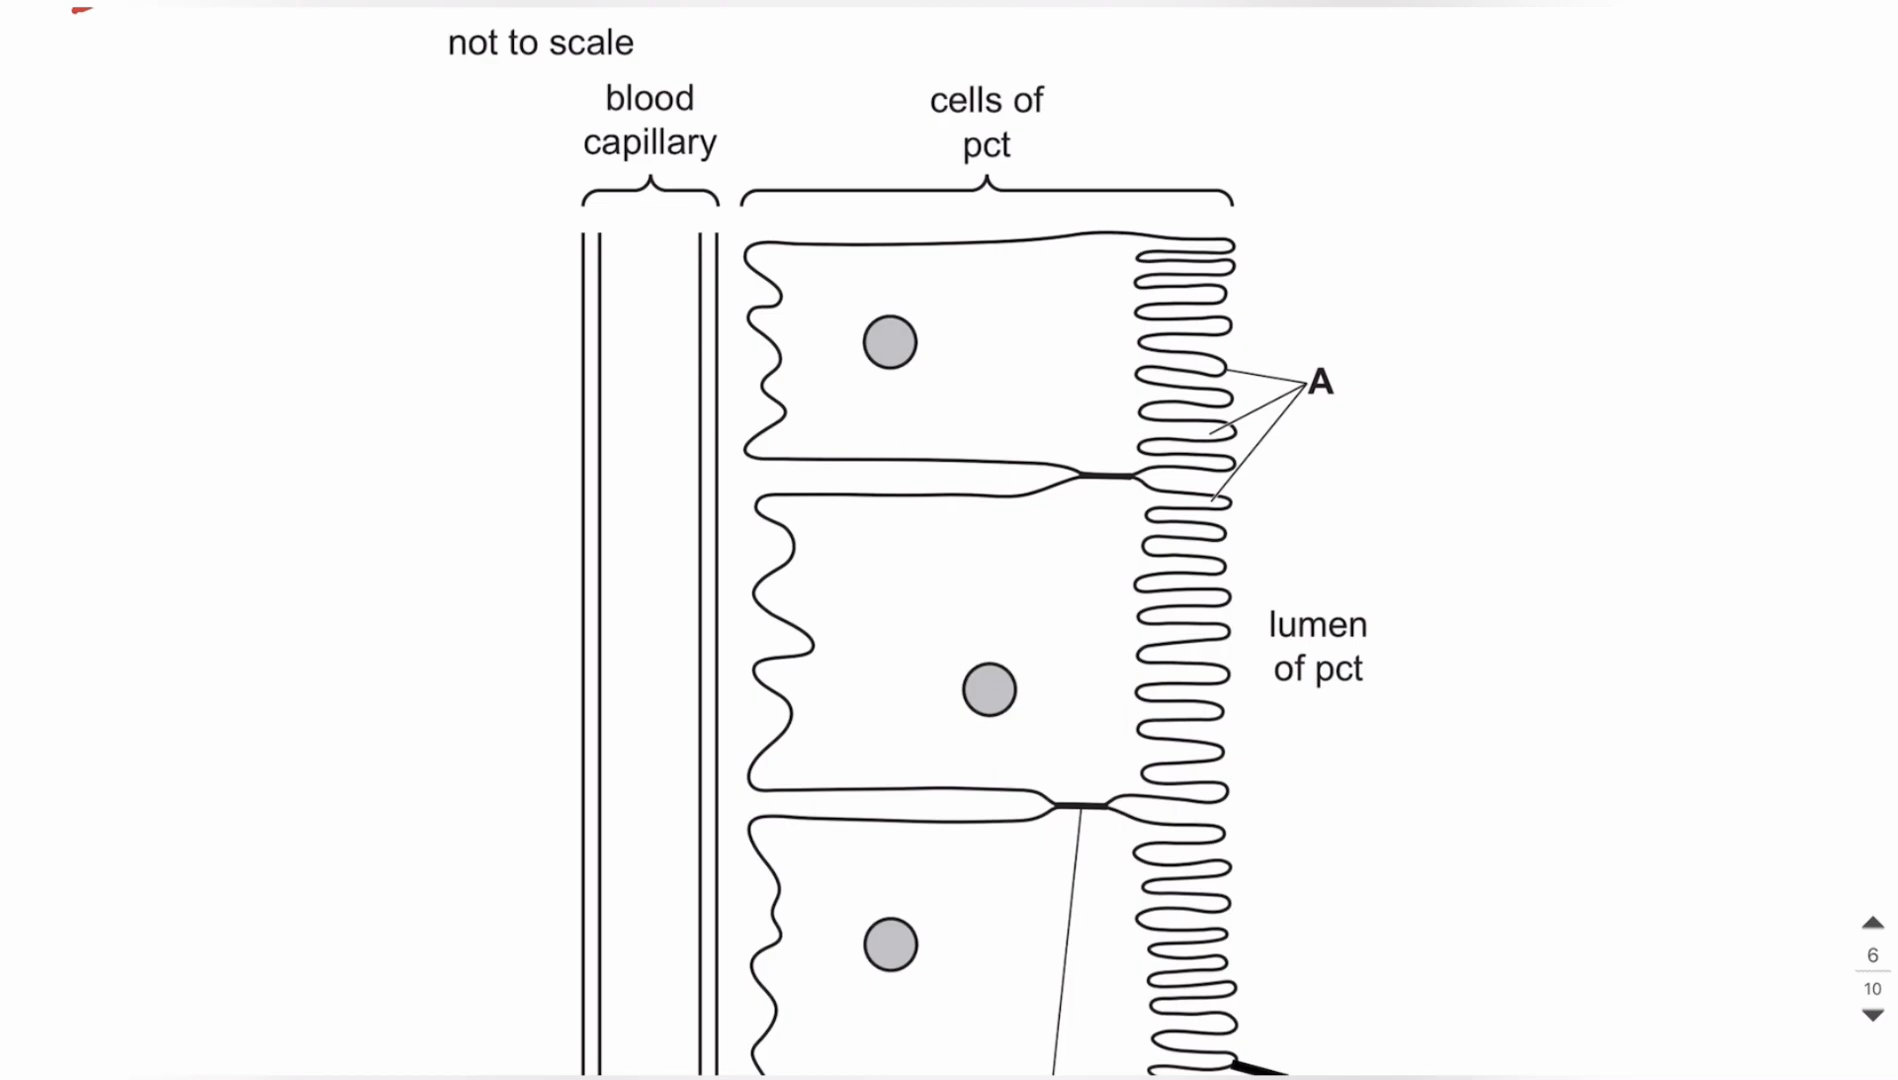 not to scale
blood
capillary
cells of
pct
A
lumen
of pct
6
10